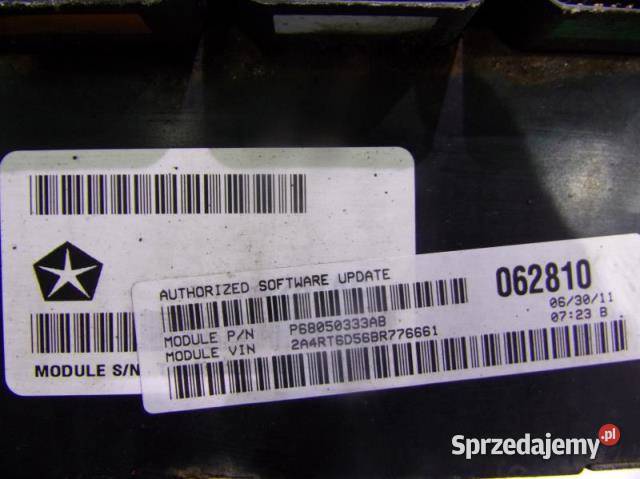 AUTHORIZED SOFTWARE UPDATE
062810
06/30/11
07:23 B
MODULE P/N P68050333AB
MODULE VIN 2A4RT6D56BR776661
MODULE S/N
Sprzedajemy.pl